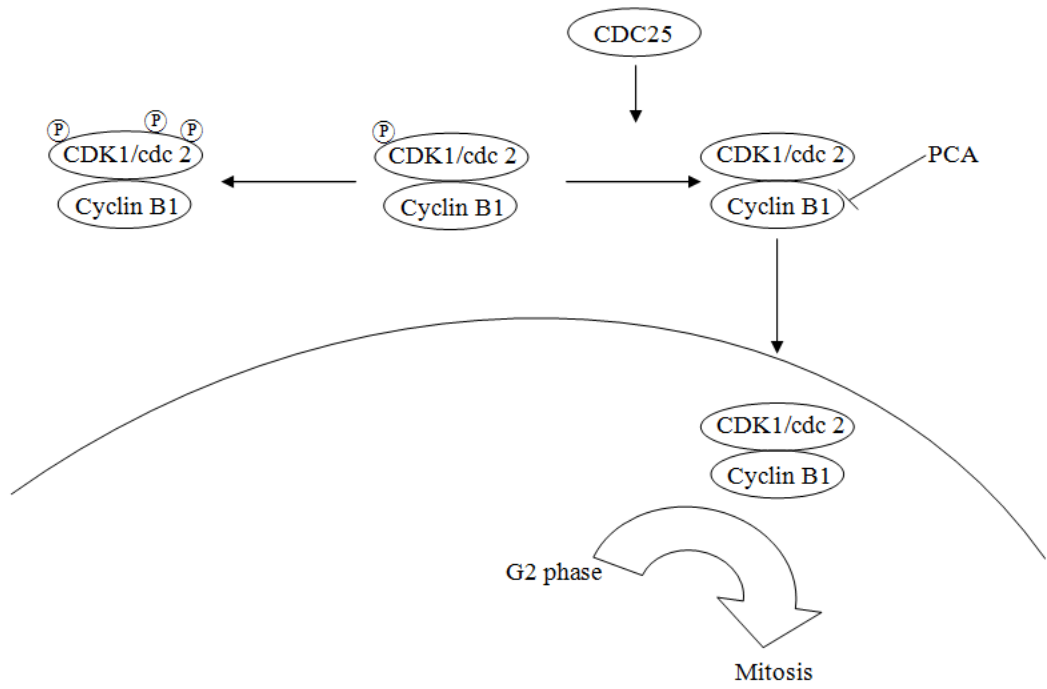 CDC25
P
P
P
P
CDK1/cdc 2
CDK1/cdc 2
CDK1/cdc 2
PCA
Cyclin B1
Cyclin B1
Cyclin B1
CDK1/cdc 2
Cyclin B1
G2 phase
Mitosis